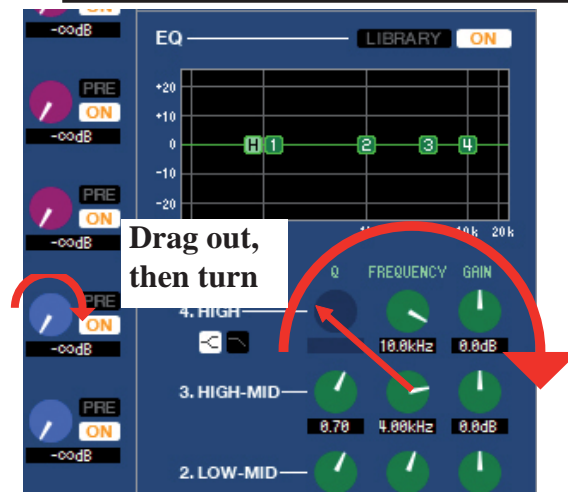 -∞dB
EQ
LIBRARY ON
PRE
ON
-∞dB
+20
+10
0
-10
-20
H 1 2 3 4
PRE
ON
-∞dB
20k
Drag out,
then turn
Q FREQUENCY GAIN
PRE
ON
-∞dB
4. HIGH
10.0kHz 0.0dB
3. HIGH-MID
0.70 4.00kHz 0.0dB
PRE
ON
-∞dB
2. LOW-MID